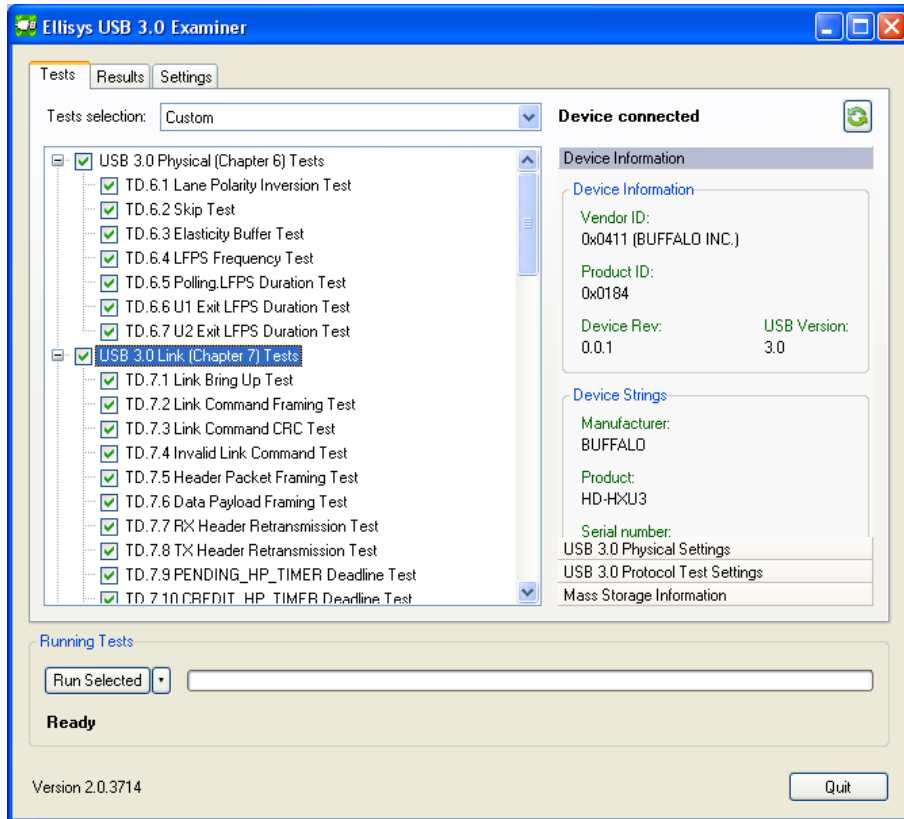 Ellisys USB 3.0 Examiner
Tests
Results
Settings
Tests selection:
Custom
USB 3.0 Physical (Chapter 6) Tests
TD.6.1 Lane Polarity Inversion Test
TD.6.2 Skip Test
TD.6.3 Elasticity Buffer Test
TD.6.4 LFPS Frequency Test
TD.6.5 Polling.LFPS Duration Test
TD.6.6 U1 Exit LFPS Duration Test
TD.6.7 U2 Exit LFPS Duration Test
USB 3.0 Link (Chapter 7) Tests
TD.7.1 Link Bring Up Test
TD.7.2 Link Command Framing Test
TD.7.3 Link Command CRC Test
TD.7.4 Invalid Link Command Test
TD.7.5 Header Packet Framing Test
TD.7.6 Data Payload Framing Test
TD.7.7 RX Header Retransmission Test
TD.7.8 TX Header Retransmission Test
TD.7.9 PENDING_HP_TIMER Deadline Test
TD.7.10 CREDIT_HP_TIMER Deadline Test
Device connected
Device Information
Device Information
Vendor ID:
0x0411 (BUFFALO INC.)
Product ID:
0x0184
Device Rev:
USB Version:
0.0.1
3.0
Device Strings
Manufacturer:
BUFFALO
Product:
HD-HXU3
Serial number:
USB 3.0 Physical Settings
USB 3.0 Protocol Test Settings
Mass Storage Information
Running Tests
Run Selected
Ready
Version 2.0.3714
Quit